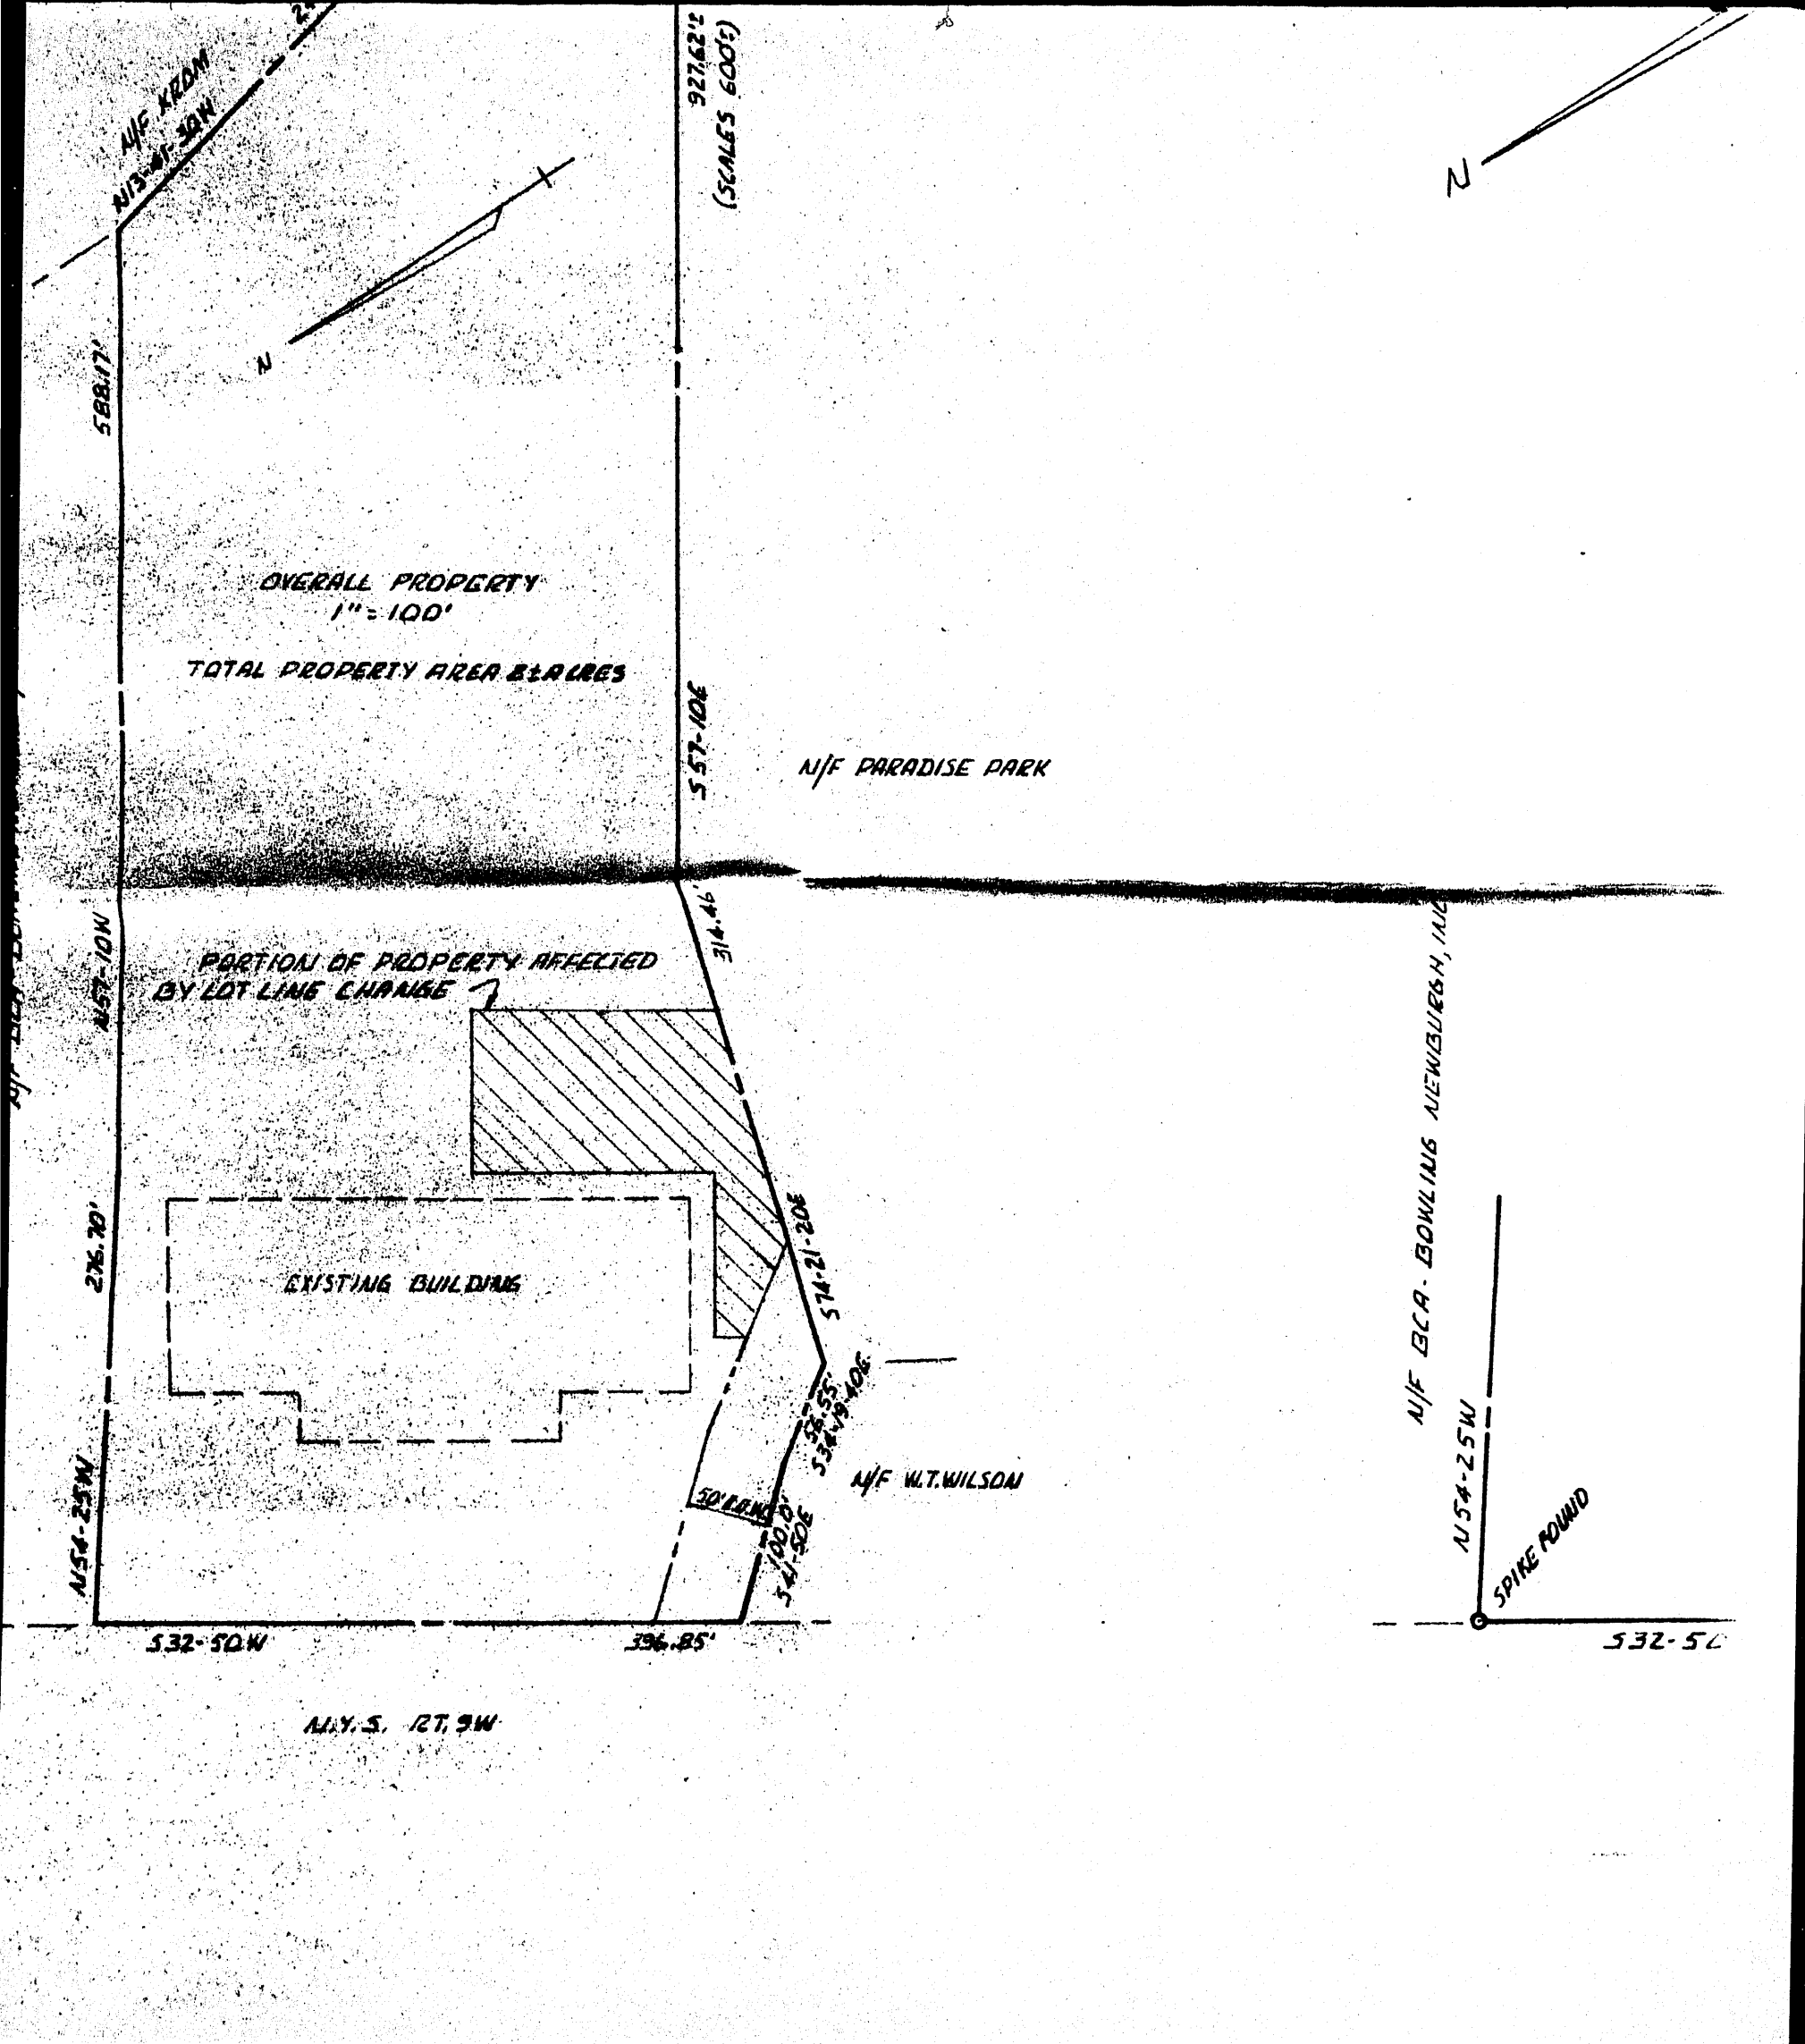 N/F KROM
927.62'±
(SCALES 600'±)
N
N
588.17'
OVERALL PROPERTY
1"=100'
TOTAL PROPERTY AREA 8± ACRES
S57-10E
N/F PARADISE PARK
314.46'
N57-10W
PORTION OF PROPERTY AFFECTED
BY LOT LINE CHANGE
N/F BCA-BOWLING NEWBURGH, INC
276.70'
EXISTING BUILDING
S74-21-20E
56.55'
S34-19-40E
N/F W.T.WILSON
50' R.O.W.
100.0'
S41-50E
N54-25W
N54-25W
SPIKE FOUND
S32-50W
396.85'
S32-50
N.Y.S. RT. 9W